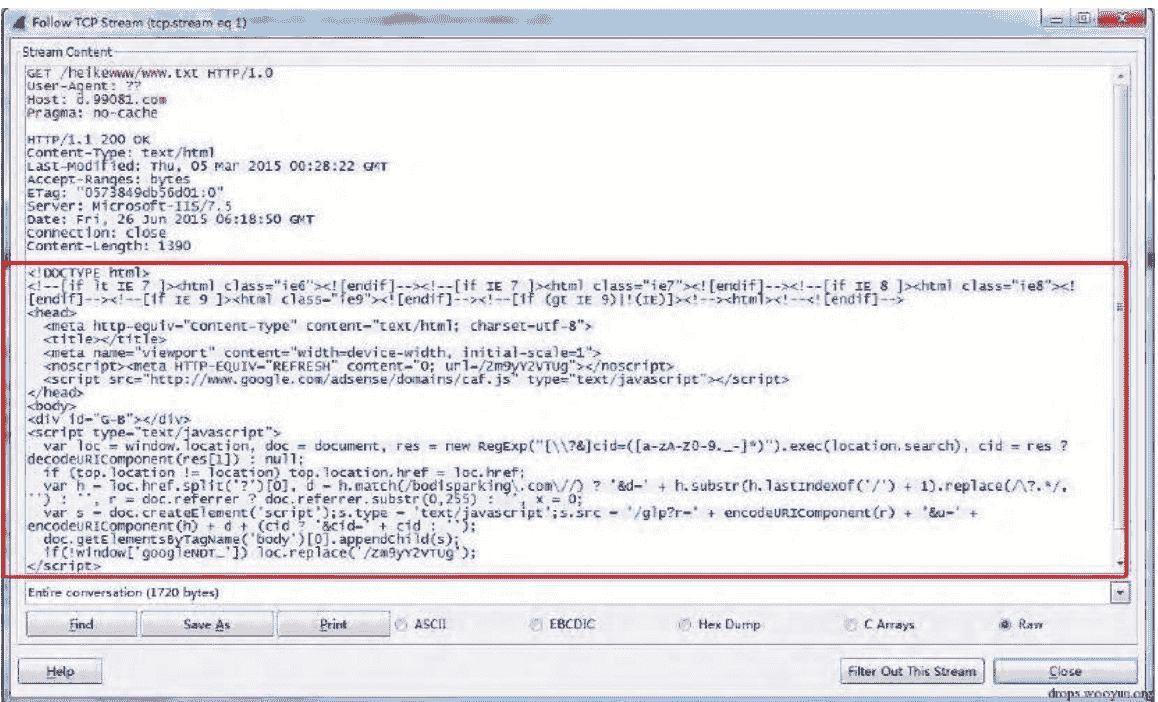 Follow TCP Stream (tcp.stream eq 1)
Stream Content
GET /heikewww/www.txt HTTP/1.0
User-Agent: ??
Host: d.99081.com
Pragma: no-cache
HTTP/1.1 200 OK
Content-Type: text/html
Last-Modified: Thu, 05 Mar 2015 00:28:22 GMT
Accept-Ranges: bytes
ETag: "0573849db56d01:0"
Server: Microsoft-IIS/7.5
Date: Fri, 26 Jun 2015 06:18:50 GMT
Connection: close
Content-Length: 1390
<!DOCTYPE html>
<!--[if lt IE 7 ]><html class="ie6"><![endif]--><!--[if IE 7 ]><html class="ie7"><![endif]--><!--[if IE 8 ]><html class="ie8"><!
[endif]--><!--[if IE 9 ]><html class="ie9"><![endif]--><!--[if (gt IE 9)|!(IE)]><!--><html><!--<![endif]-->
<head>
<meta http-equiv="Content-Type" content="text/html; charset=utf-8">
<title></title>
<meta name="viewport" content="width=device-width, initial-scale=1">
<noscript><meta HTTP-EQUIV="REFRESH" content="0; url=/Zm9yY2VTUg"></noscript>
<script src="http://www.google.com/adsense/domains/caf.js" type="text/javascript"></script>
</head>
<body>
<div id="G-B"></div>
<script type="text/javascript">
var loc = window.location, doc = document, res = new RegExp("[\\?&]cid=([a-zA-Z0-9._-]*)").exec(location.search), cid = res ?
decodeURIComponent(res[1]) : null;
if (top.location != location) top.location.href = loc.href;
var h = loc.href.split('?')[0], d = h.match(/bodisparking\.com\//) ? '&d=' + h.substr(h.lastIndexOf('/') + 1).replace(/\?.*/,
'') : '', r = doc.referrer ? doc.referrer.substr(0,255) : '', x = 0;
var s = doc.createElement('script');s.type = 'text/javascript';s.src = '/glp?r=' + encodeURIComponent(r) + '&u=' +
encodeURIComponent(h) + d + (cid ? '&cid=' + cid : '');
doc.getElementsByTagName('body')[0].appendChild(s);
if(!window['googleNDT_']) loc.replace('/Zm9yY2VTUg');
</script>
Entire conversation (1720 bytes)
Find Save As Print ASCII EBCDIC Hex Dump C Arrays Raw
Help Filter Out This Stream Close
drops.wooyun.org